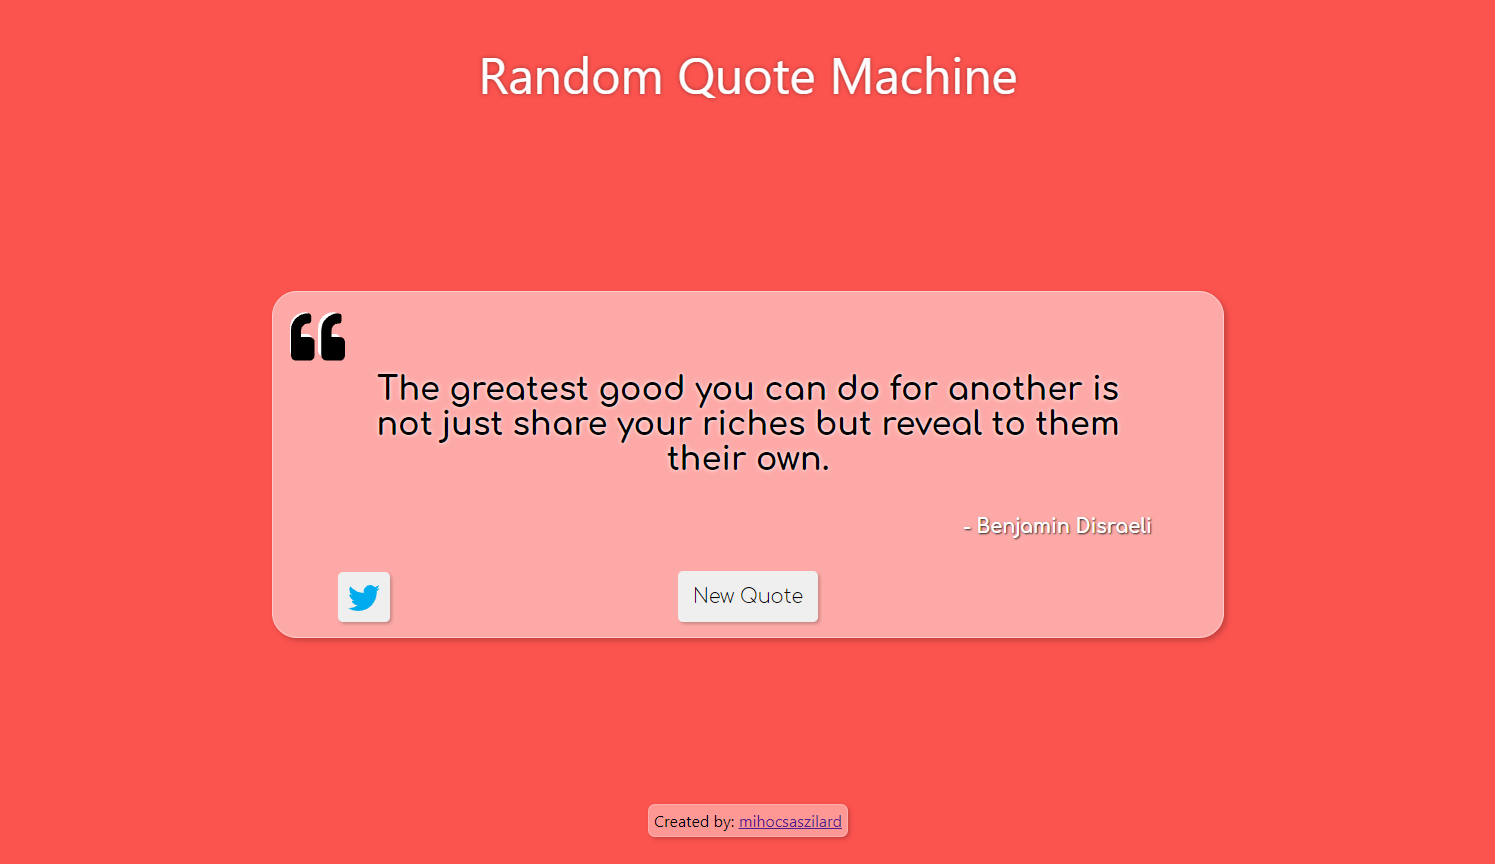 Random Quote Machine
The greatest good you can do for another is
not just share your riches but reveal to them
their own.
- Benjamin Disraeli
New Quote
Created by: mihocsaszilard